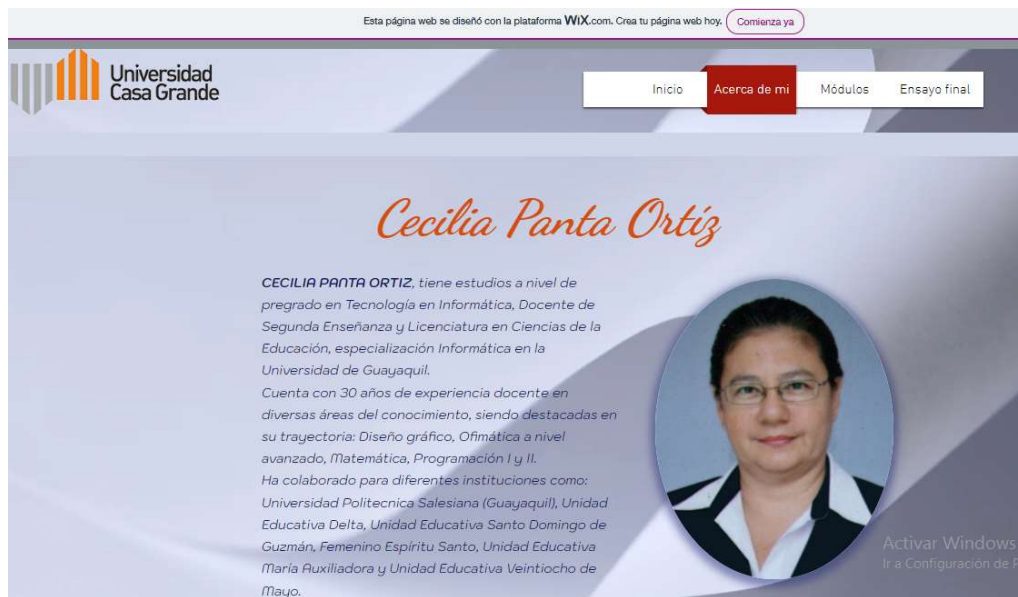 Esta página web se diseñó con la plataforma WiX.com. Crea tu página web hoy. Comienza ya
Universidad
Casa Grande
Inicio Acerca de mi Módulos Ensayo final
Cecilia Panta Ortíz
CECILIA PANTA ORTIZ, tiene estudios a nivel de
pregrado en Tecnología en Informática, Docente de
Segunda Enseñanza y Licenciatura en Ciencias de la
Educación, especialización Informática en la
Universidad de Guayaquil.
Cuenta con 30 años de experiencia docente en
diversas áreas del conocimiento, siendo destacadas en
su trayectoria: Diseño gráfico, Ofimática a nivel
avanzado, Matemática, Programación I y II.
Ha colaborado para diferentes instituciones como:
Universidad Politecnica Salesiana (Guayaquil), Unidad
Educativa Delta, Unidad Educativa Santo Domingo de
Guzmán, Femenino Espíritu Santo, Unidad Educativa
María Auxiliadora y Unidad Educativa Veintiocho de
Mayo.
Activar Windows
Ir a Configuración de